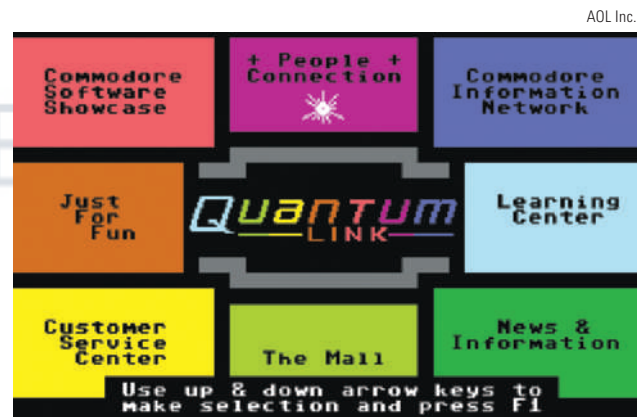 AOL Inc.
Commodore
Software
Showcase
+ People +
Connection
Commodore
Information
Network
Just
For
Fun
Quantum
LINK
Learning
Center
Customer
Service
Center
The Mall
News &
Information
Use up & down arrow keys to
make selection and press F1